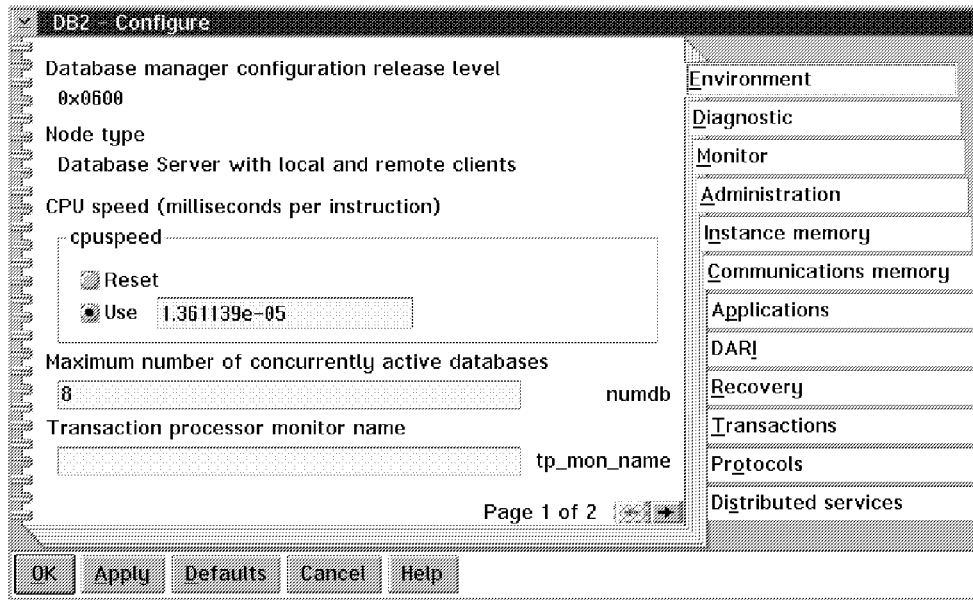 DB2 - Configure
Database manager configuration release level
0x0600
Node type
Database Server with local and remote clients
CPU speed (milliseconds per instruction)
cpuspeed
Reset
Use 1.361139e-05
Maximum number of concurrently active databases
8 numdb
Transaction processor monitor name
tp_mon_name
Page 1 of 2
Environment
Diagnostic
Monitor
Administration
Instance memory
Communications memory
Applications
DARI
Recovery
Transactions
Protocols
Distributed services
OK Apply Defaults Cancel Help